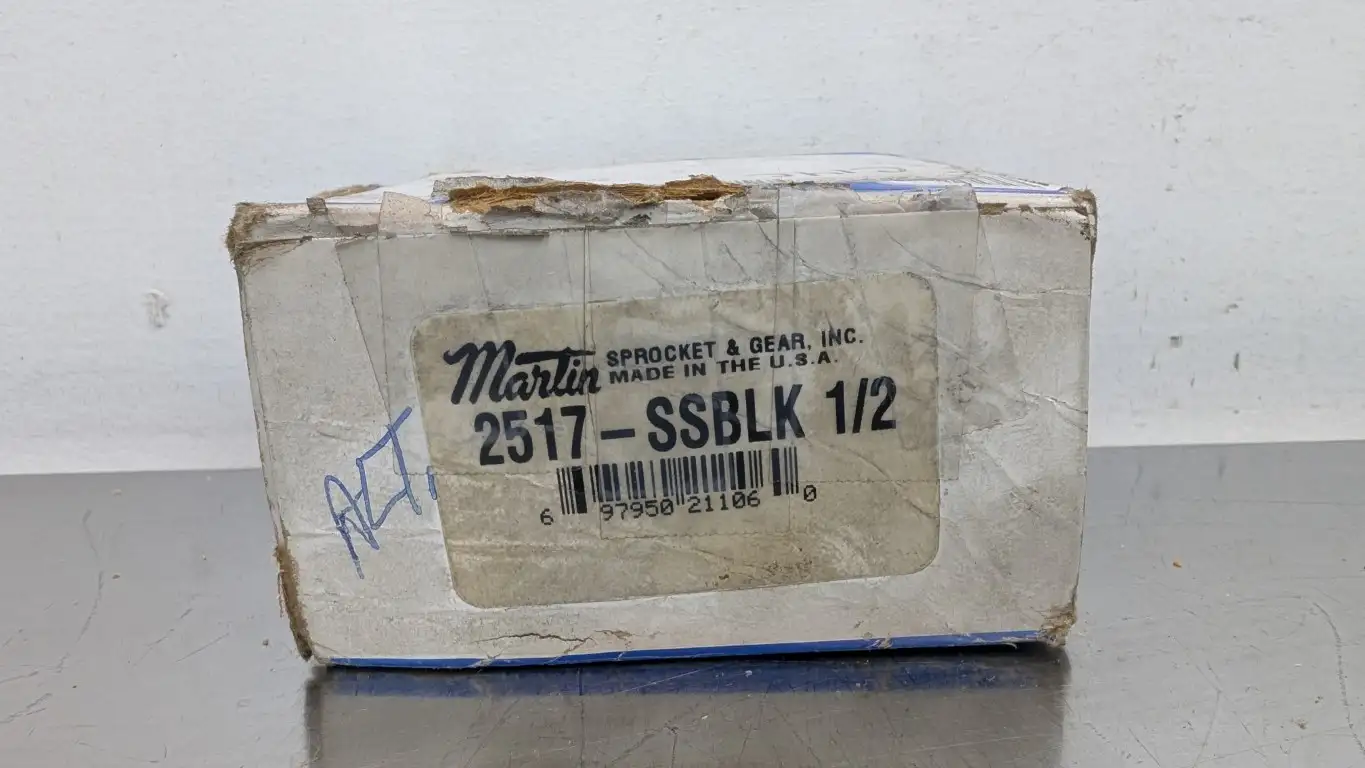 Martin SPROCKET & GEAR, INC.
MADE IN THE U.S.A.
2517-SSBLK 1/2
6 97950 21106 0